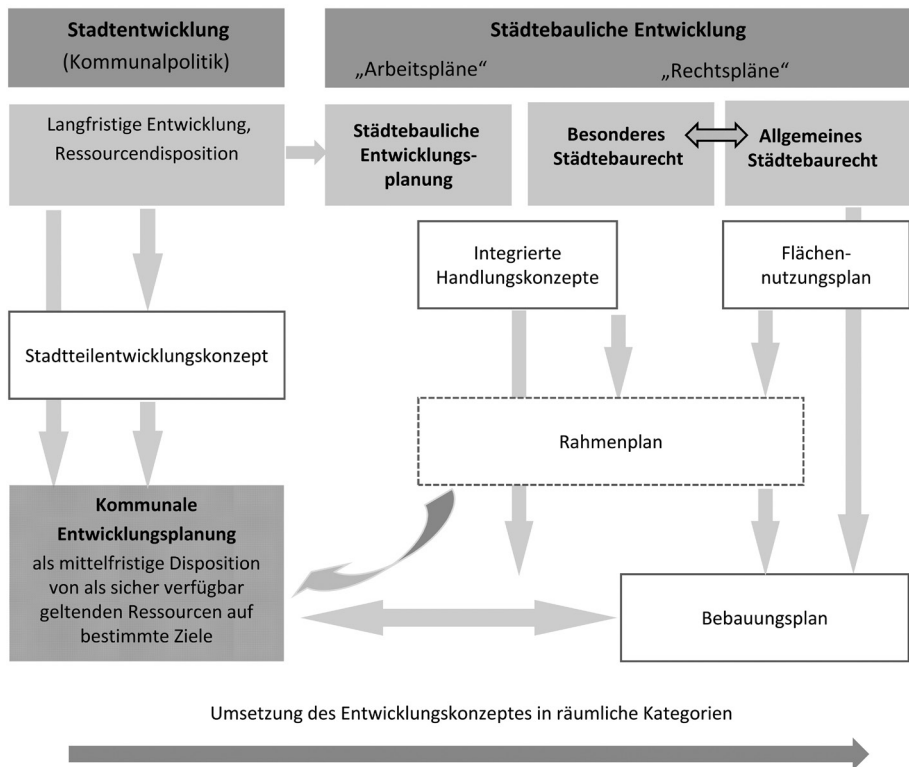 Stadtentwicklung
(Kommunalpolitik)
Städtebauliche Entwicklung
„Arbeitspläne“
„Rechtspläne“
Langfristige Entwicklung,
Ressourcendisposition
Städtebauliche
Entwicklungs-
planung
Besonderes
Städtebaurecht
Allgemeines
Städtebaurecht
Integrierte
Handlungskonzepte
Flächen-
nutzungsplan
Stadtteilentwicklungskonzept
Rahmenplan
Kommunale
Entwicklungsplanung
als mittelfristige Disposition
von als sicher verfügbar
geltenden Ressourcen auf
bestimmte Ziele
Bebauungsplan
Umsetzung des Entwicklungskonzeptes in räumliche Kategorien